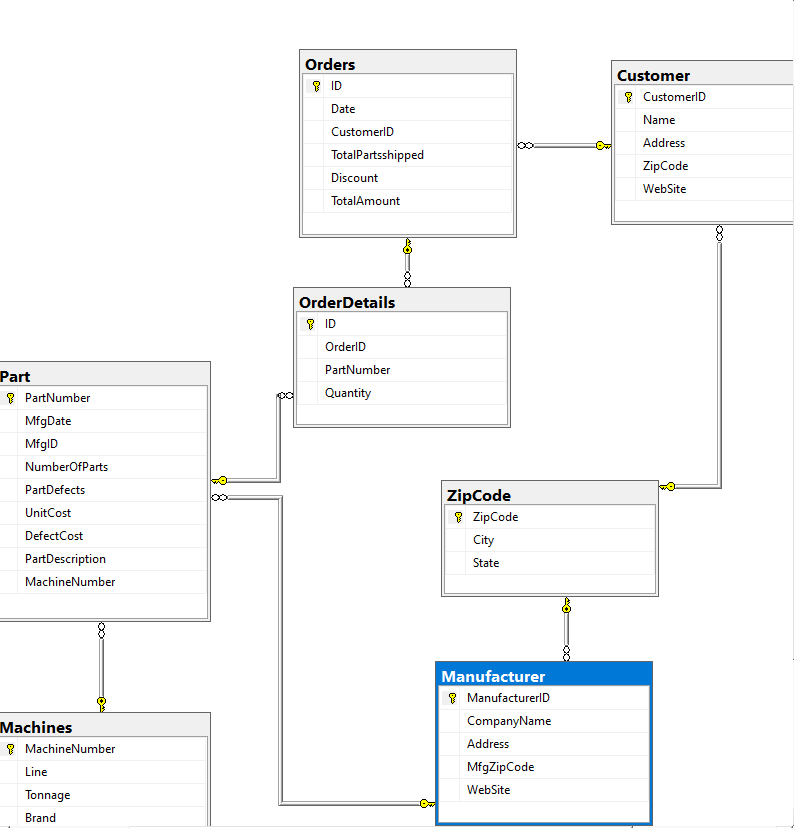 Orders
ID
Date
CustomerID
TotalPartsshipped
Discount
TotalAmount
Customer
CustomerID
Name
Address
ZipCode
WebSite
OrderDetails
ID
OrderID
PartNumber
Quantity
Part
PartNumber
MfgDate
MfgID
NumberOfParts
PartDefects
UnitCost
DefectCost
PartDescription
MachineNumber
ZipCode
ZipCode
City
State
Manufacturer
ManufacturerID
CompanyName
Address
MfgZipCode
WebSite
Machines
MachineNumber
Line
Tonnage
Brand